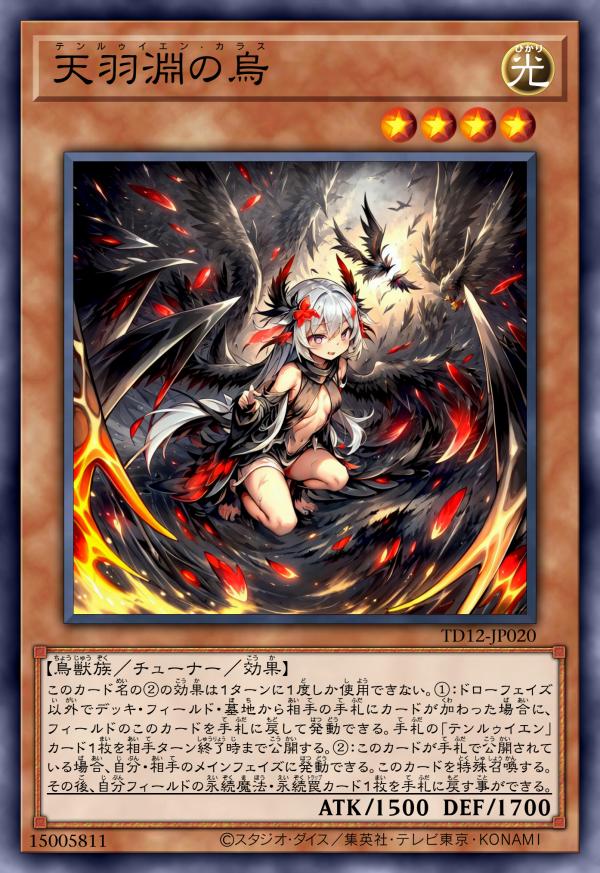 テンルゥイエン・カラス
天羽淵の烏
ひかり
光
TD12-JP020
【鳥獣族／チューナー／効果】
このカード名の②の効果は1ターンに1度しか使用できない。①：ドローフェイズ
以外でデッキ・フィールド・墓地から相手の手札にカードが加わった場合に、
フィールドのこのカードを手札に戻して発動できる。手札の「テンルゥイエン」
カード1枚を相手ターン終了時まで公開する。②：このカードが手札で公開されて
いる場合、自分・相手のメインフェイズに発動できる。このカードを特殊召喚する。
その後、自分フィールドの永続魔法・永続罠カード1枚を手札に戻す事ができる。
ATK/1500 DEF/1700
15005811
©スタジオ・ダイス／集英社・テレビ東京・KONAMI